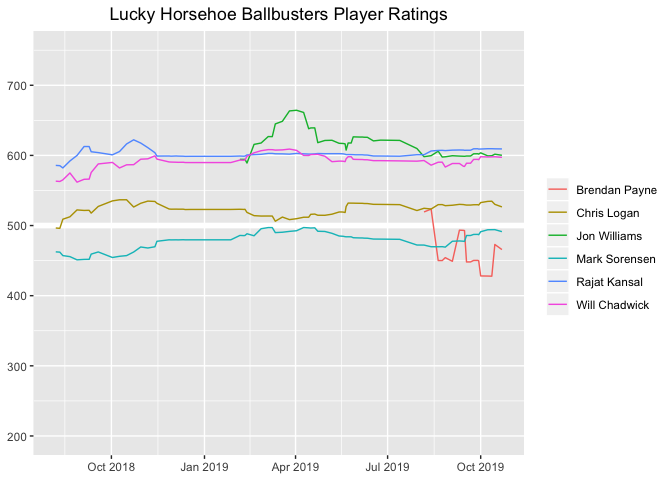 Lucky Horsehoe Ballbusters Player Ratings
700
600
500
400
300
200
Oct 2018
Jan 2019
Apr 2019
Jul 2019
Oct 2019
Brendan Payne
Chris Logan
Jon Williams
Mark Sorensen
Rajat Kansal
Will Chadwick